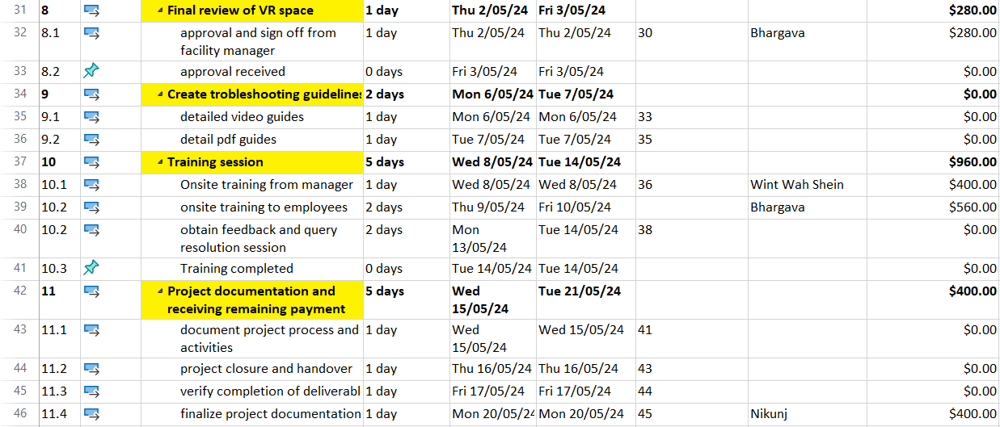 31 8 Final review of VR space 1 day Thu 2/05/24 Fri 3/05/24 $280.00
32 8.1 approval and sign off from 1 day Thu 2/05/24 Thu 2/05/24 30 Bhargava $280.00
facility manager
33 8.2 approval received 0 days Fri 3/05/24 Fri 3/05/24 $0.00
34 9 Create trobleshooting guidelines 2 days Mon 6/05/24 Tue 7/05/24 $0.00
35 9.1 detailed video guides 1 day Mon 6/05/24 Mon 6/05/24 33 $0.00
36 9.2 detail pdf guides 1 day Tue 7/05/24 Tue 7/05/24 35 $0.00
37 10 Training session 5 days Wed 8/05/24 Tue 14/05/24 $960.00
38 10.1 Onsite training from manager 1 day Wed 8/05/24 Wed 8/05/24 36 Wint Wah Shein $400.00
39 10.2 onsite training to employees 2 days Thu 9/05/24 Fri 10/05/24 Bhargava $560.00
40 10.2 obtain feedback and query 2 days Mon Tue 14/05/24 38 $0.00
resolution session 13/05/24
41 10.3 Training completed 0 days Tue 14/05/24 Tue 14/05/24 $0.00
42 11 Project documentation and 5 days Wed Tue 21/05/24 $400.00
receiving remaining payment 15/05/24
43 11.1 document project process and 1 day Wed Wed 15/05/24 41 $0.00
activities 15/05/24
44 11.2 project closure and handover 1 day Thu 16/05/24 Thu 16/05/24 43 $0.00
45 11.3 verify completion of deliverabl 1 day Fri 17/05/24 Fri 17/05/24 44 $0.00
46 11.4 finalize project documentation 1 day Mon 20/05/24 Mon 20/05/24 45 Nikunj $400.00